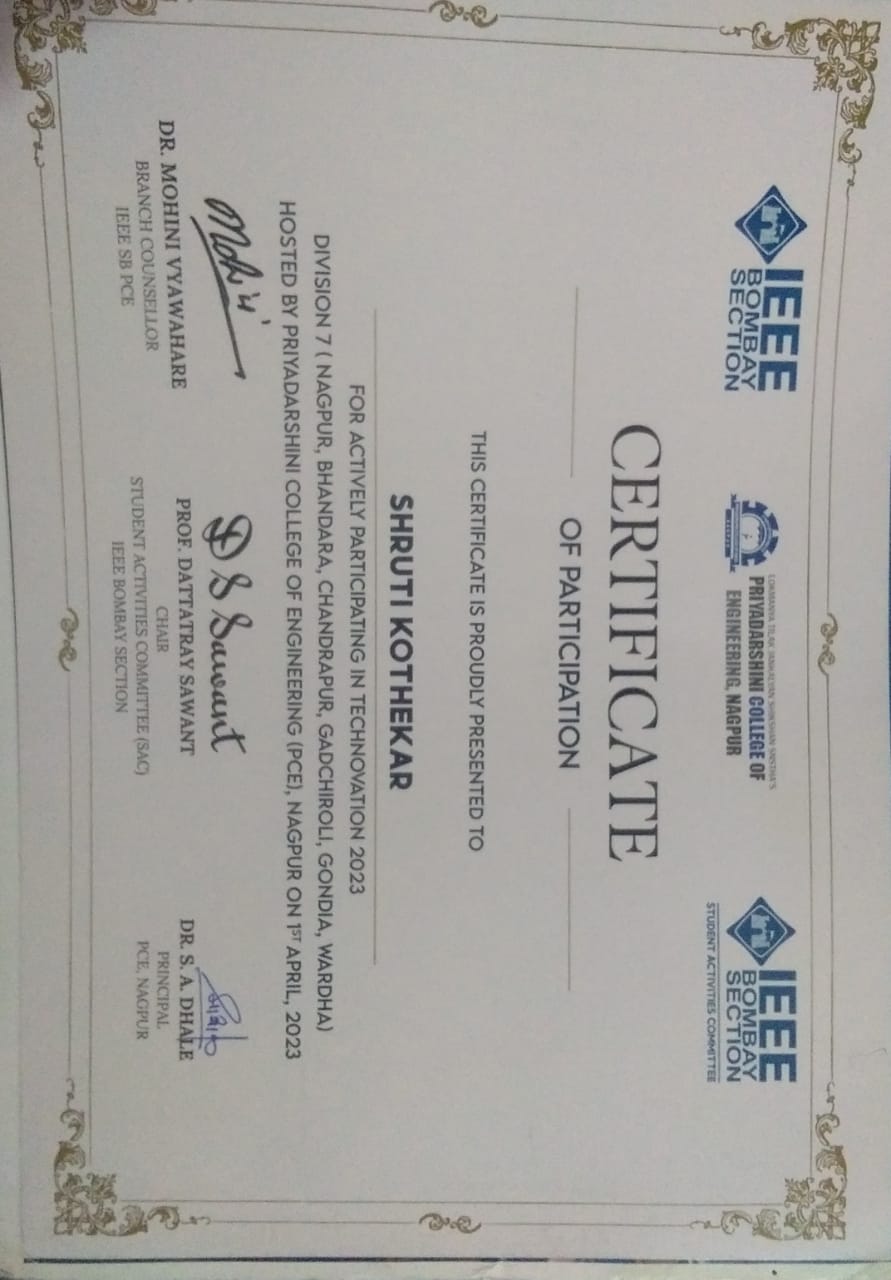 IEEE
BOMBAY
SECTION
LOKMANYA TILAK JANKALYAN SHIKSHAN SANSTHA'S
PRIYADARSHINI COLLEGE OF
ENGINEERING, NAGPUR
IEEE
BOMBAY
SECTION
STUDENT ACTIVITIES COMMITTEE
CERTIFICATE
OF PARTICIPATION
THIS CERTIFICATE IS PROUDLY PRESENTED TO
SHRUTI KOTHEKAR
FOR ACTIVELY PARTICIPATING IN TECHNOVATION 2023
DIVISION 7 ( NAGPUR, BHANDARA, CHANDRAPUR, GADCHIROLI, GONDIA, WARDHA)
HOSTED BY PRIYADARSHINI COLLEGE OF ENGINEERING (PCE), NAGPUR ON 1ST APRIL, 2023
Mohini
DR. MOHINI VYAWAHARE
BRANCH COUNSELLOR
IEEE SB PCE
D S Sawant
PROF. DATTATRAY SAWANT
CHAIR
STUDENT ACTIVITIES COMMITTEE (SAC)
IEEE BOMBAY SECTION
DR. S. A. DHALE
PRINCIPAL
PCE, NAGPUR